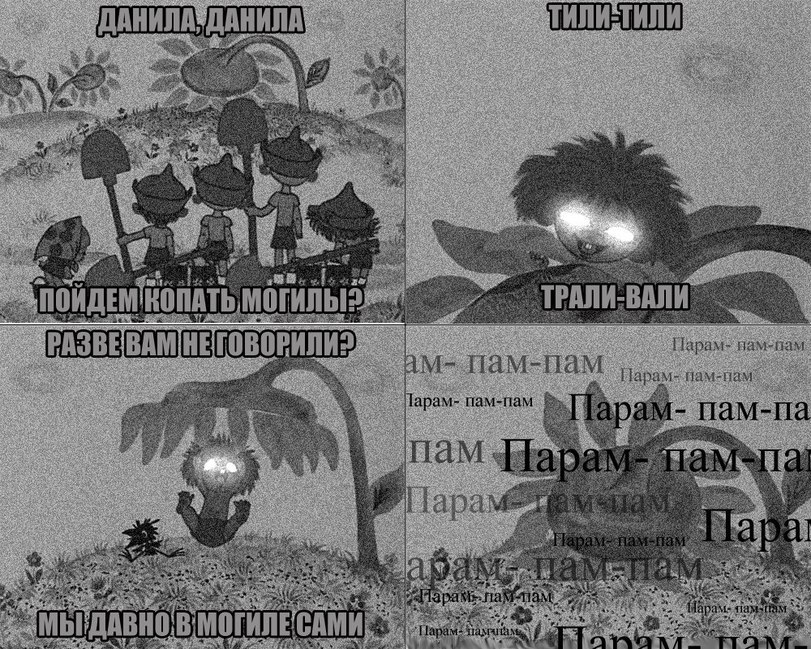 ДАНИЛА, ДАНИЛА
ПОЙДЕМ КОПАТЬ МОГИЛЫ?
ТИЛИ-ТИЛИ
ТРАЛИ-ВАЛИ
РАЗВЕ ВАМ НЕ ГОВОРИЛИ?
МЫ ДАВНО В МОГИЛЕ САМИ
Парам- пам-пам
ам- пам-пам
Парам- пам-пам
Парам- пам-пам
Парам- пам-па
пам
Парам- пам-пам
Парам- пам-пам
Парам
Парам- пам-пам
арам- пам-пам
Парам- пам-пам
Парам- пам-пам
Парам- пам-пам
Парам- пам-